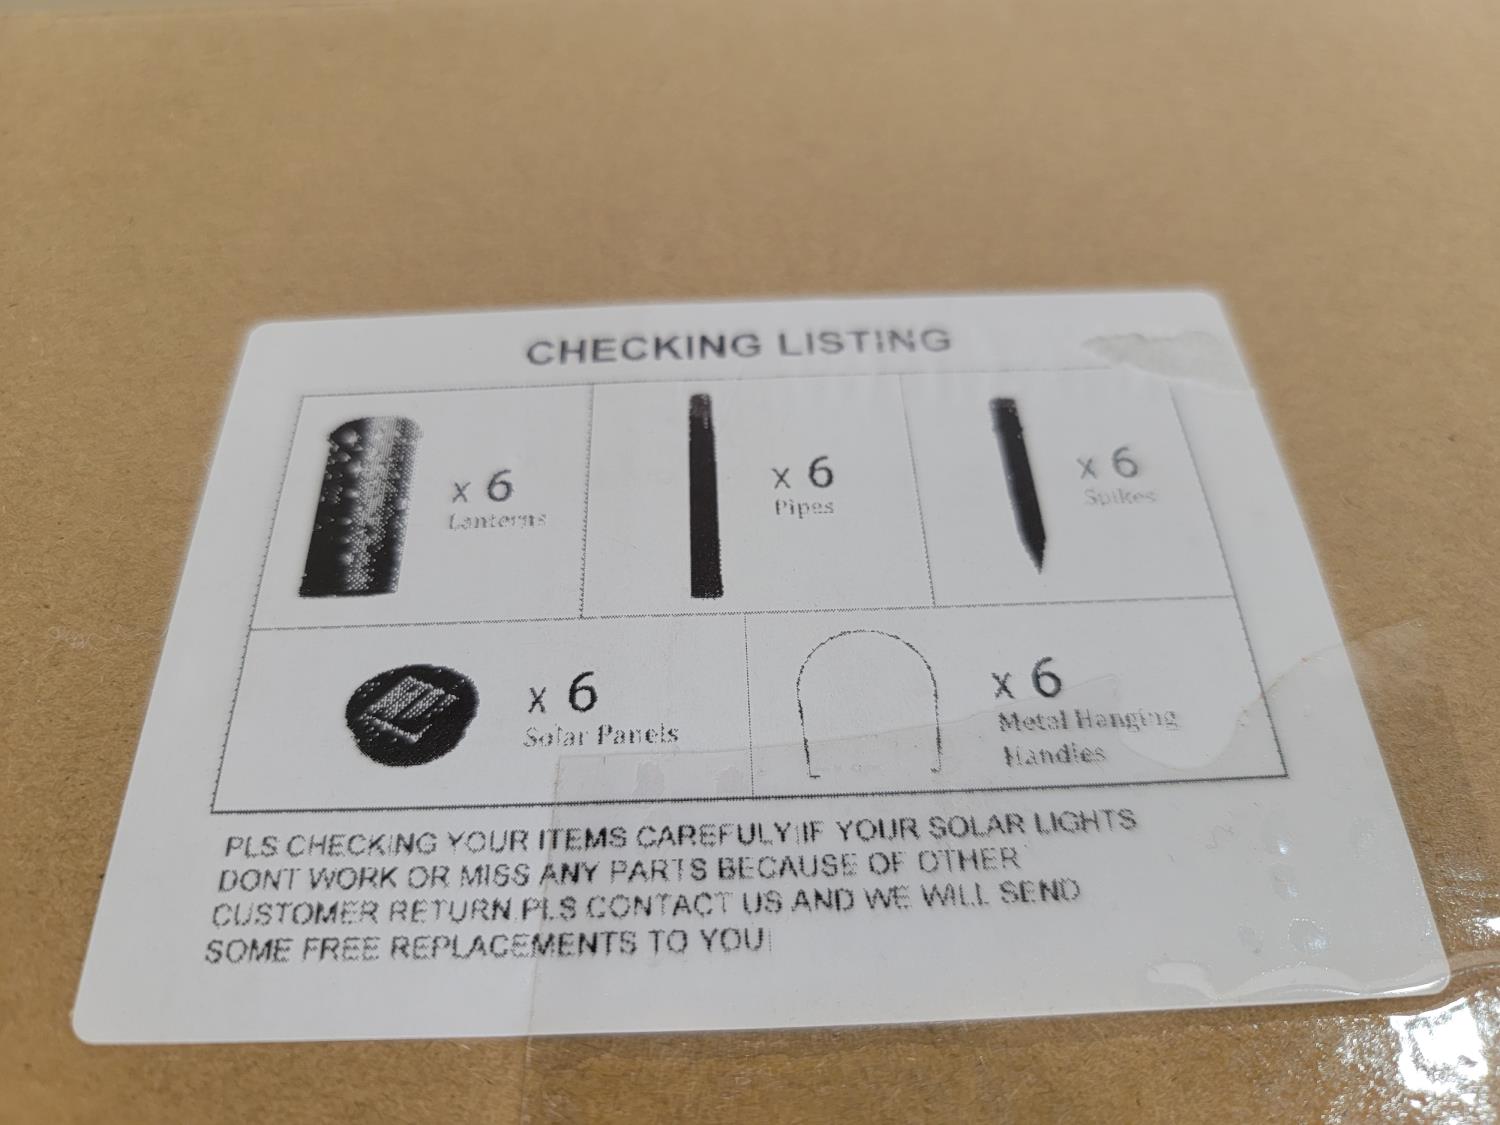 CHECKING LISTING
x 6
Lanterns
x 6
Pipes
x 6
Spikes
x 6
Solar Panels
x 6
Metal Hanging
Handles
PLS CHECKING YOUR ITEMS CAREFULY!IF YOUR SOLAR LIGHTS
DONT WORK OR MISS ANY PARTS BECAUSE OF OTHER
CUSTOMER RETURN,PLS CONTACT US AND WE WILL SEND
SOME FREE REPLACEMENTS TO YOU!